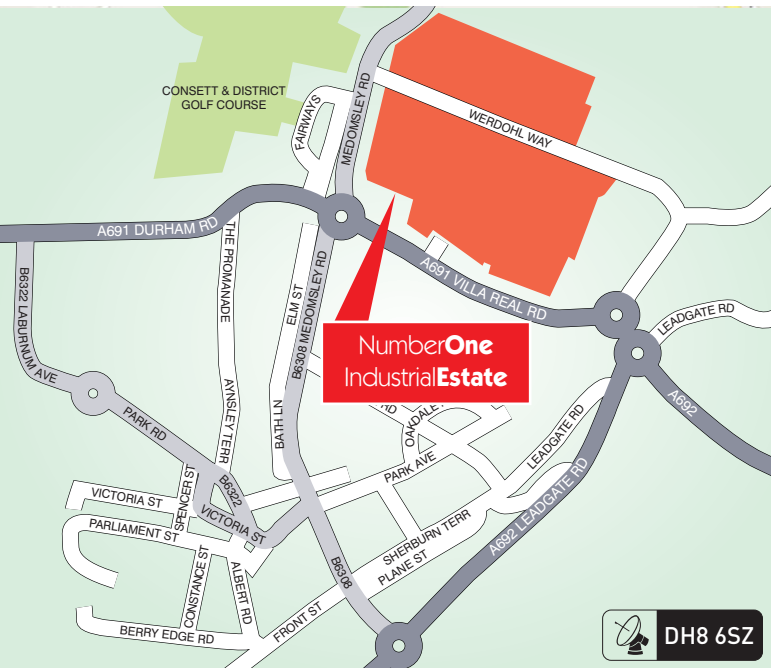 CONSETT & DISTRICT
GOLF COURSE
FAIRWAYS
MEDOMSLEY RD
WERDOHL WAY
A691 DURHAM RD
THE PROMANADE
B6322 LABURNUM AVE
ELM ST
B6308 MEDOMSLEY RD
A691 VILLA REAL RD
LEADGATE RD
NumberOne
IndustrialEstate
A692
PARK RD
AYNSLEY TERR
BATH LN
RD
OAKDALE
LEADGATE RD
PARK AVE
B6322
VICTORIA ST
SPENCER ST
VICTORIA ST
PARLIAMENT ST
A692 LEADGATE RD
SHERBURN TERR
PLANE ST
CONSTANCE ST
ALBERT RD
B6308
FRONT ST
BERRY EDGE RD
DH8 6SZ